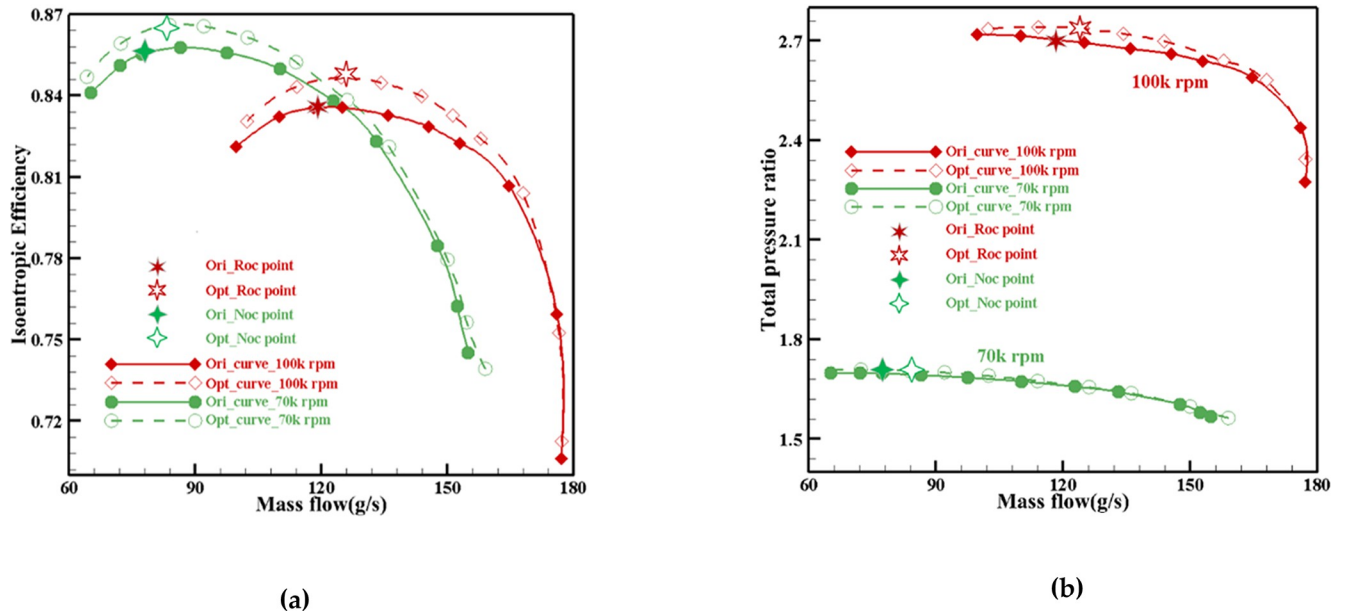 0.87
0.84
0.81
0.78
0.75
0.72
Isoentropic Efficiency
Ori_Roc point
Opt_Roc point
Ori_Noc point
Opt_Noc point
Ori_curve_100k rpm
Opt_curve_100k rpm
Ori_curve_70k rpm
Opt_curve_70k rpm
60 90 120 150 180
Mass flow(g/s)
(a)
2.7
2.4
2.1
1.8
1.5
Total pressure ratio
100k rpm
Ori_curve_100k rpm
Opt_curve_100k rpm
Ori_curve_70k rpm
Opt_curve_70k rpm
Ori_Roc point
Opt_Roc point
Ori_Noc point
Opt_Noc point
70k rpm
60 90 120 150 180
Mass flow(g/s)
(b)